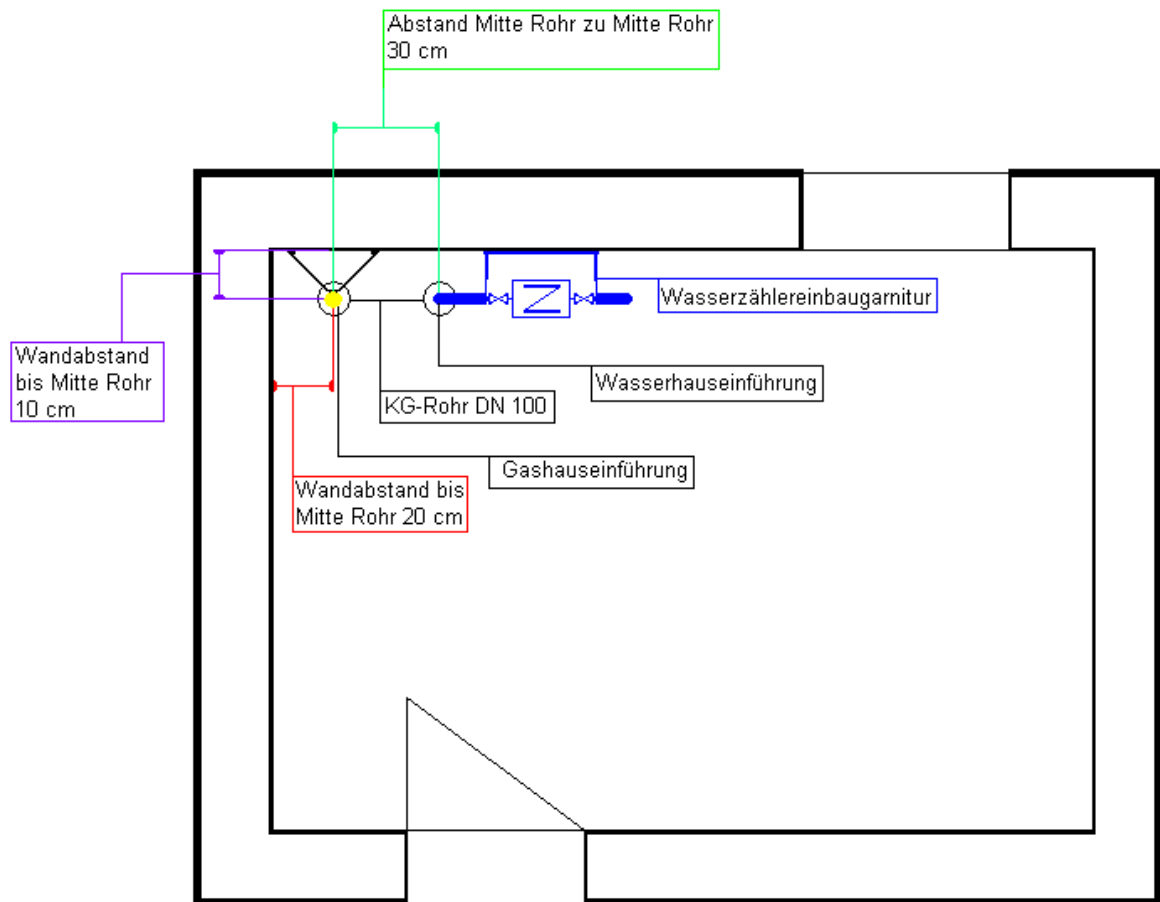 Abstand Mitte Rohr zu Mitte Rohr
30 cm
Wasserzählereinbaugarnitur
Wandabstand
bis Mitte Rohr
10 cm
Wasserhauseinführung
KG-Rohr DN 100
Gashauseinführung
Wandabstand bis
Mitte Rohr 20 cm